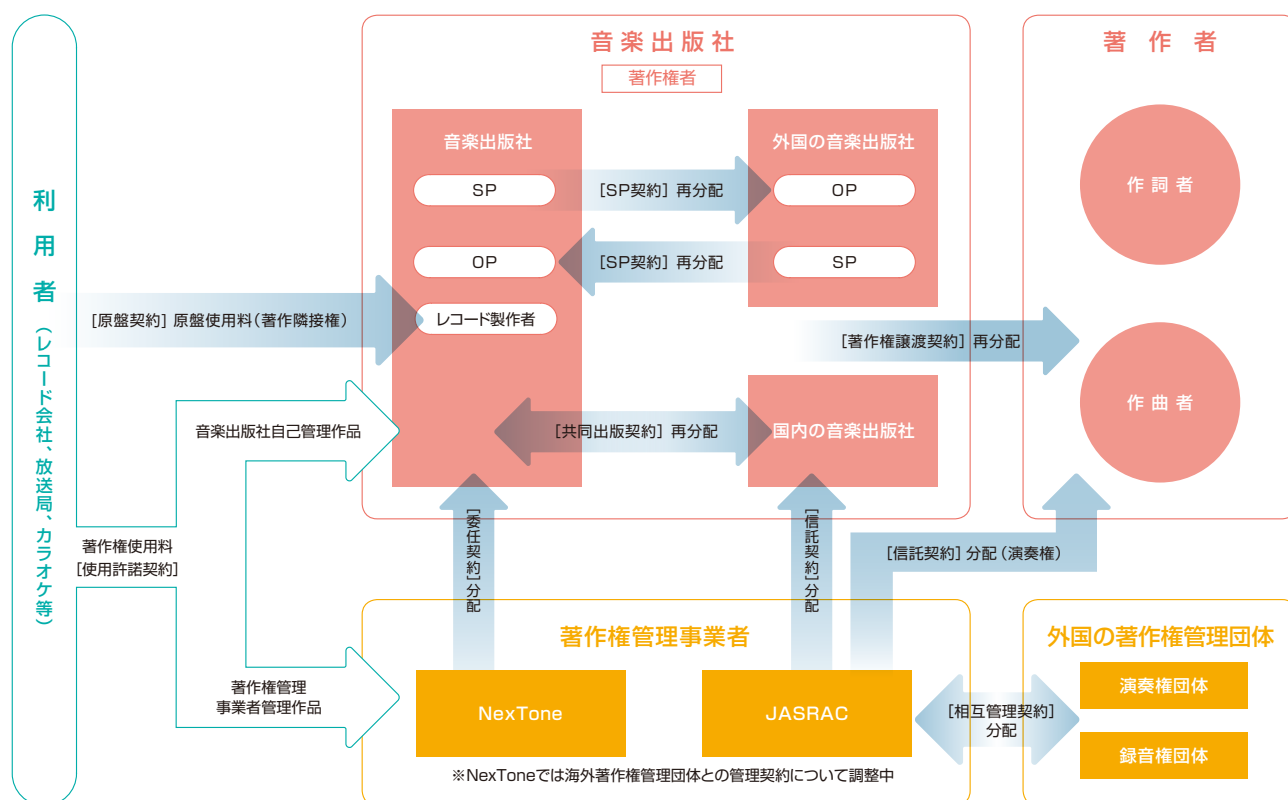 利用者(レコード会社、放送局、カラオケ等)
音楽出版社
著作権者
音楽出版社
SP
OP
レコード製作者
[SP契約] 再分配
[SP契約] 再分配
外国の音楽出版社
OP
SP
著作者
作詞者
作曲者
[原盤契約] 原盤使用料(著作隣接権)
[著作権譲渡契約] 再分配
音楽出版社自己管理作品
[共同出版契約] 再分配
国内の音楽出版社
著作権使用料
[使用許諾契約]
[委任契約]分配
[信託契約]分配
[信託契約] 分配(演奏権)
著作権管理
事業者管理作品
著作権管理事業者
NexTone
JASRAC
※NexToneでは海外著作権管理団体との管理契約について調整中
[相互管理契約]
分配
外国の著作権管理団体
演奏権団体
録音権団体